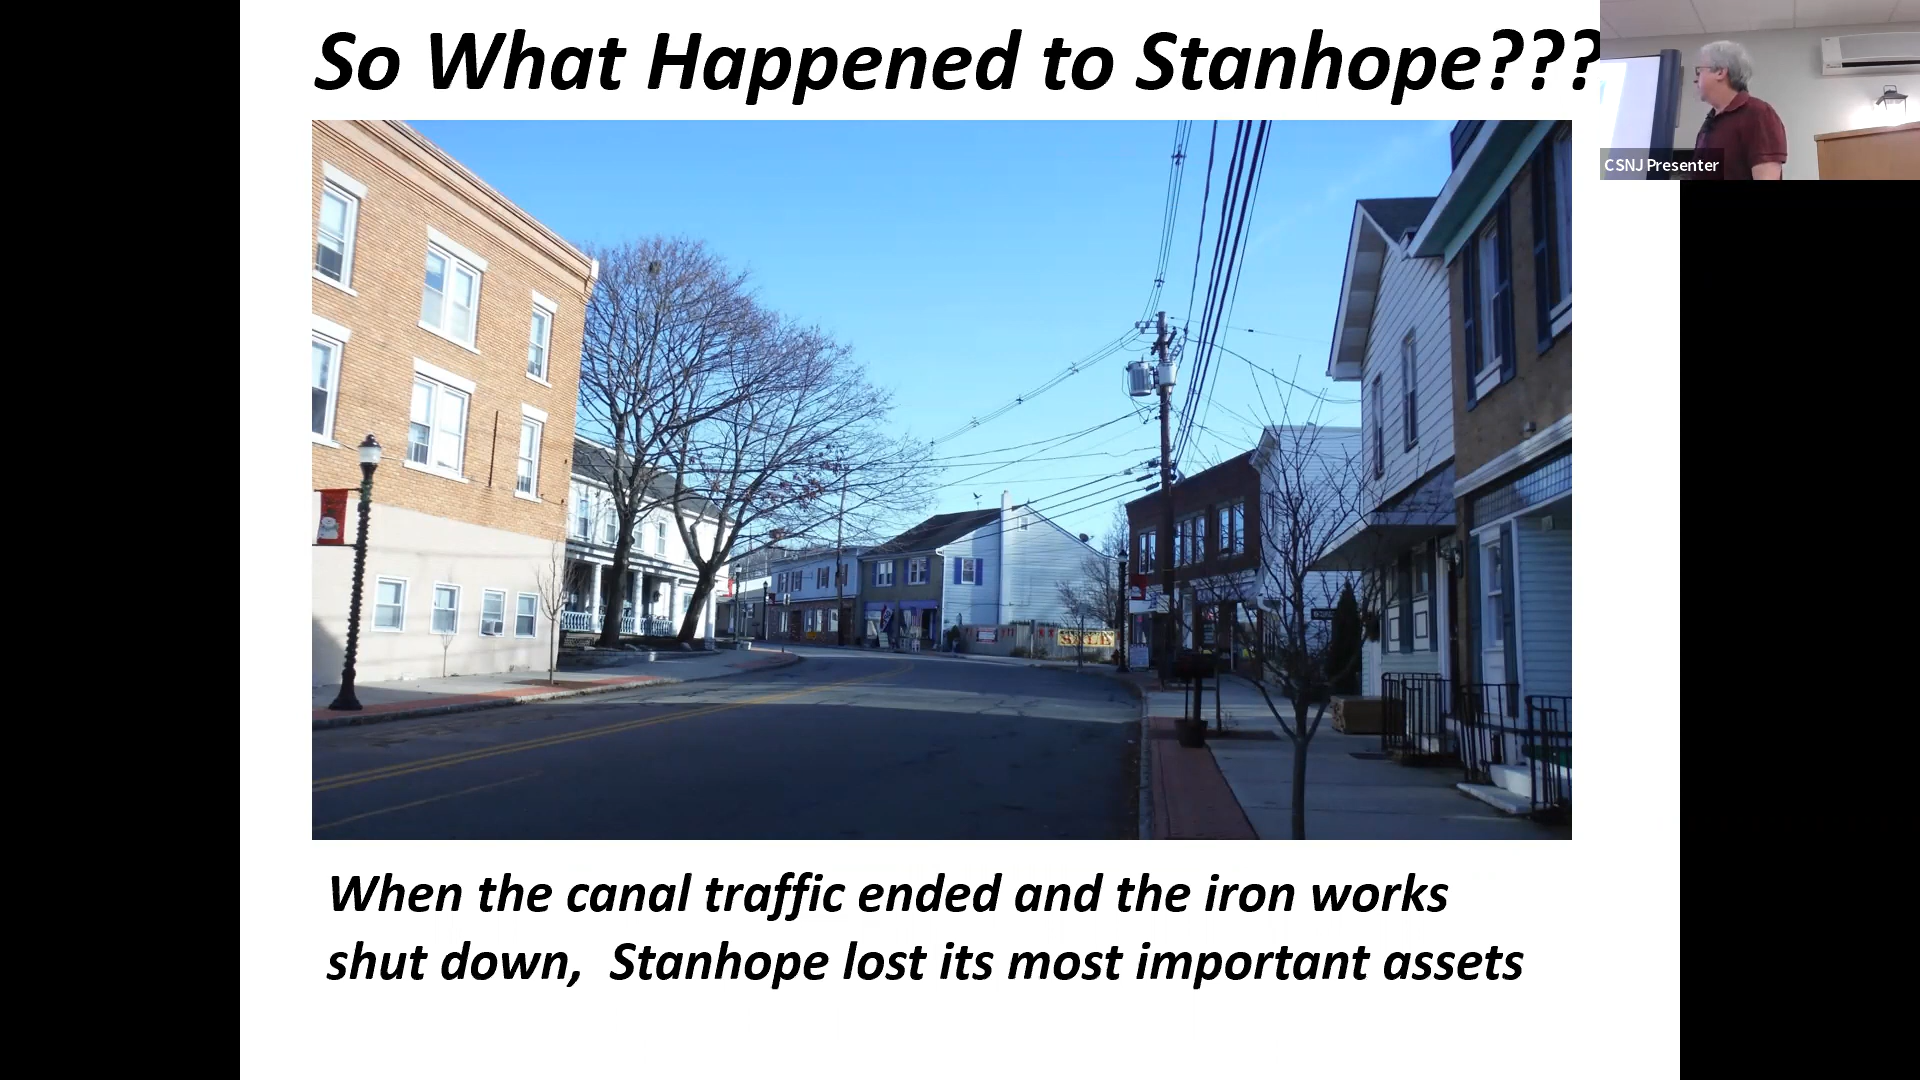 So What Happened to Stanhope???
CSNJ Presenter
SALE
When the canal traffic ended and the iron works
shut down, Stanhope lost its most important assets